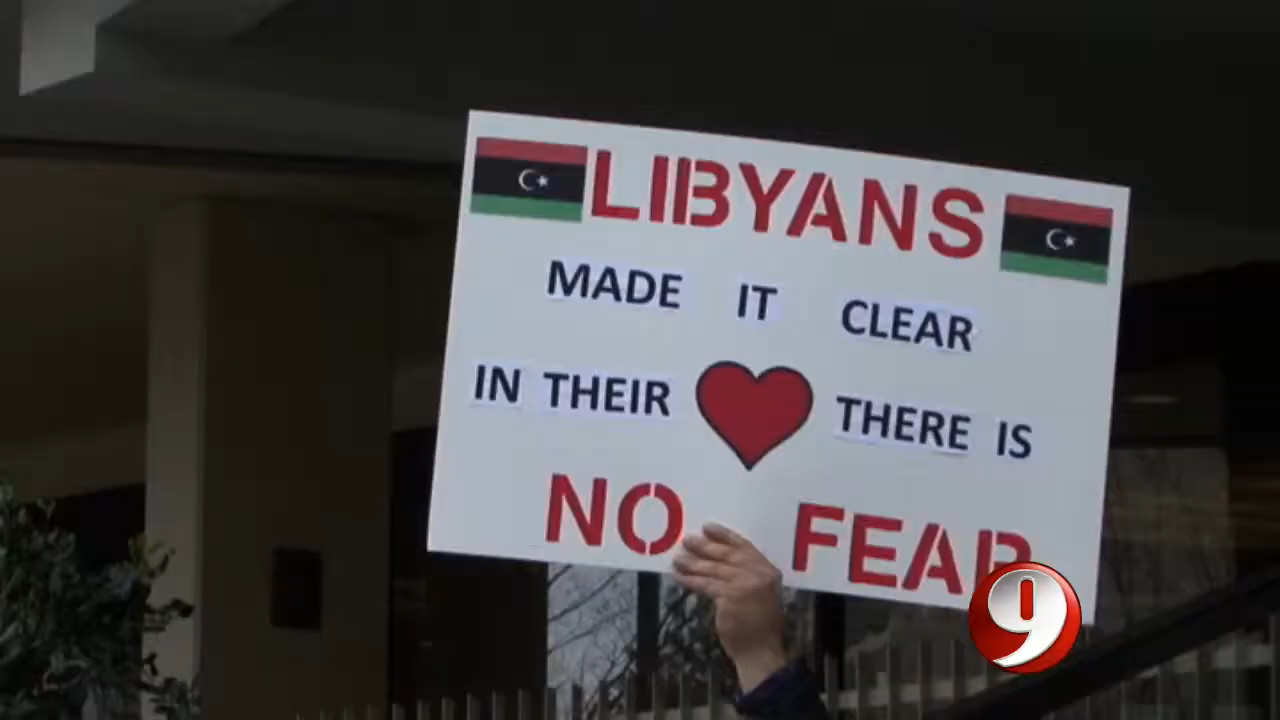 LIBYANS
MADE IT CLEAR
IN THEIR THERE IS
NO FEAR
9